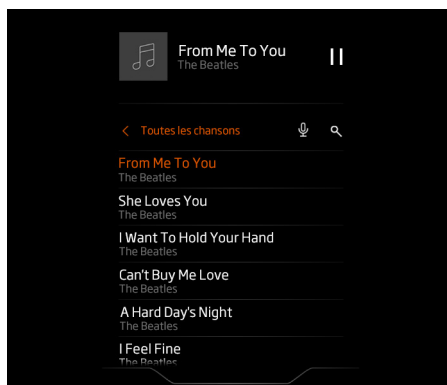 From Me To You
The Beatles
Toutes les chansons
From Me To You
The Beatles
She Loves You
The Beatles
I Want To Hold Your Hand
The Beatles
Can't Buy Me Love
The Beatles
A Hard Day's Night
The Beatles
I Feel Fine
The Beatles